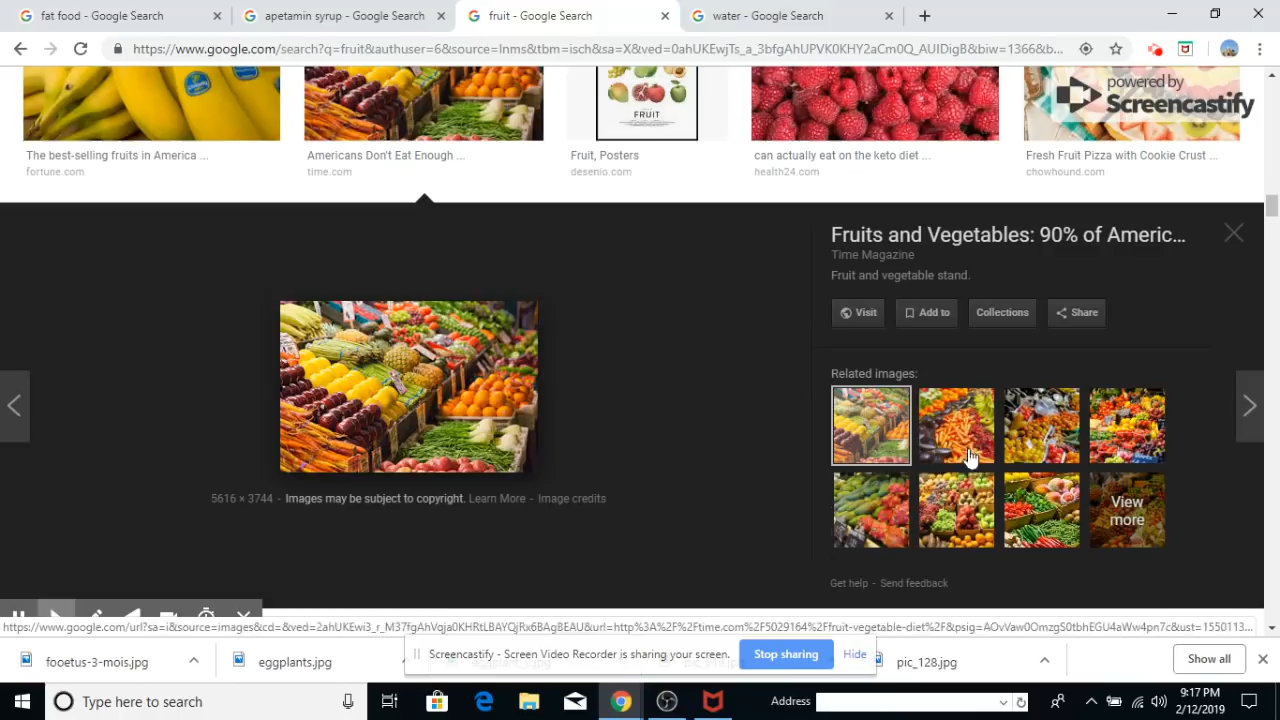 fat food - Google Search
apetamin syrup - Google Search
fruit - Google Search
water - Google Search
https://www.google.com/search?q=fruit&authuser=6&source=lnms&tbm=isch&sa=X&ved=0ahUKEwjTs_a_3bfgAhUPVK0KHY2aCm0Q_AUIDigB&biw=1366&b...
powered by
Screencastify
FRUIT
The best-selling fruits in America ...
fortune.com
Americans Don't Eat Enough ...
time.com
Fruit, Posters
desenio.com
can actually eat on the keto diet ...
health24.com
Fresh Fruit Pizza with Cookie Crust ...
chowhound.com
Fruits and Vegetables: 90% of Americ...
Time Magazine
Fruit and vegetable stand.
Visit
Add to
Collections
Share
Related images:
View
more
5616 × 3744 - Images may be subject to copyright. Learn More - Image credits
Get help - Send feedback
https://www.google.com/url?sa=i&source=images&cd=&ved=2ahUKEwi3_r_M37fgAhVqja0KHRtLBAYQjRx6BAgBEAU&url=http%3A%2F%2Ftime.com%2F5029164%2Ffruit-vegetable-diet%2F&psig=AOvVaw0OmzgS0tbhEGU4aWw4pn7c&ust=1550113...
Screencastify - Screen Video Recorder is sharing your screen.
Stop sharing
Hide
fooetus-3-mois.jpg
eggplants.jpg
pic_128.jpg
Show all
Type here to search
Address
9:17 PM
2/12/2019